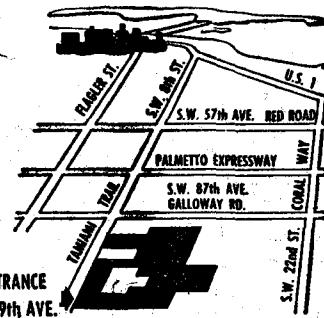 FLAGLER ST.
S.W. 8th ST.
U.S. 1
S.W. 57th AVE. RED ROAD
PALMETTO EXPRESSWAY
S.W. 87th AVE.
GALLOWAY RD.
TAMIAMI TRAIL
CORAL WAY
S.W. 22nd ST.
TRANCE
9th AVE.